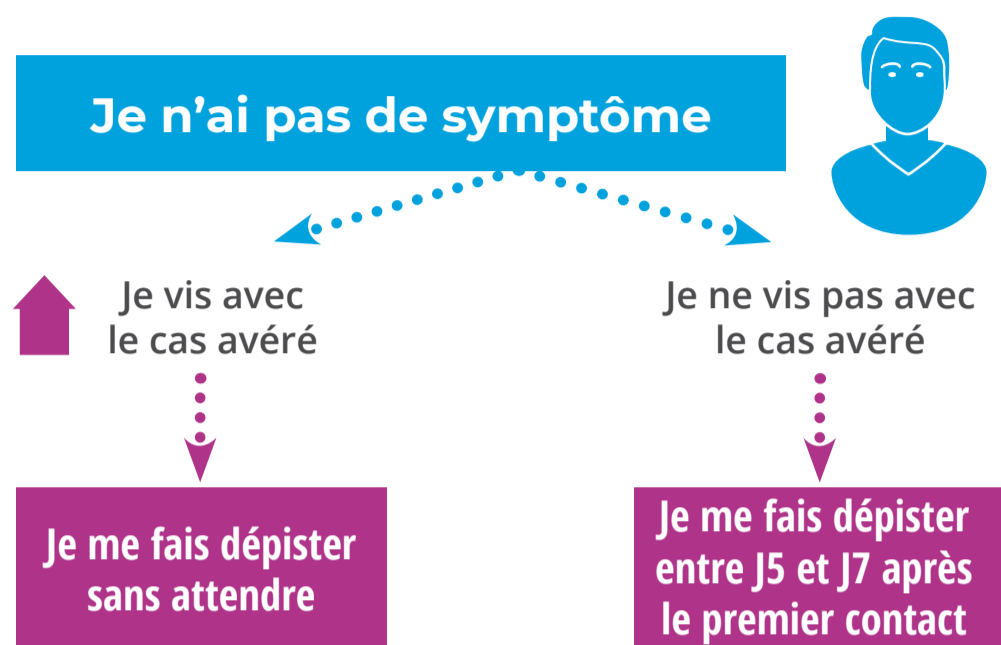 Je n’ai pas de symptôme
Je vis avec
le cas avéré
Je ne vis pas avec
le cas avéré
Je me fais dépister
sans attendre
Je me fais dépister
entre J5 et J7 après
le premier contact